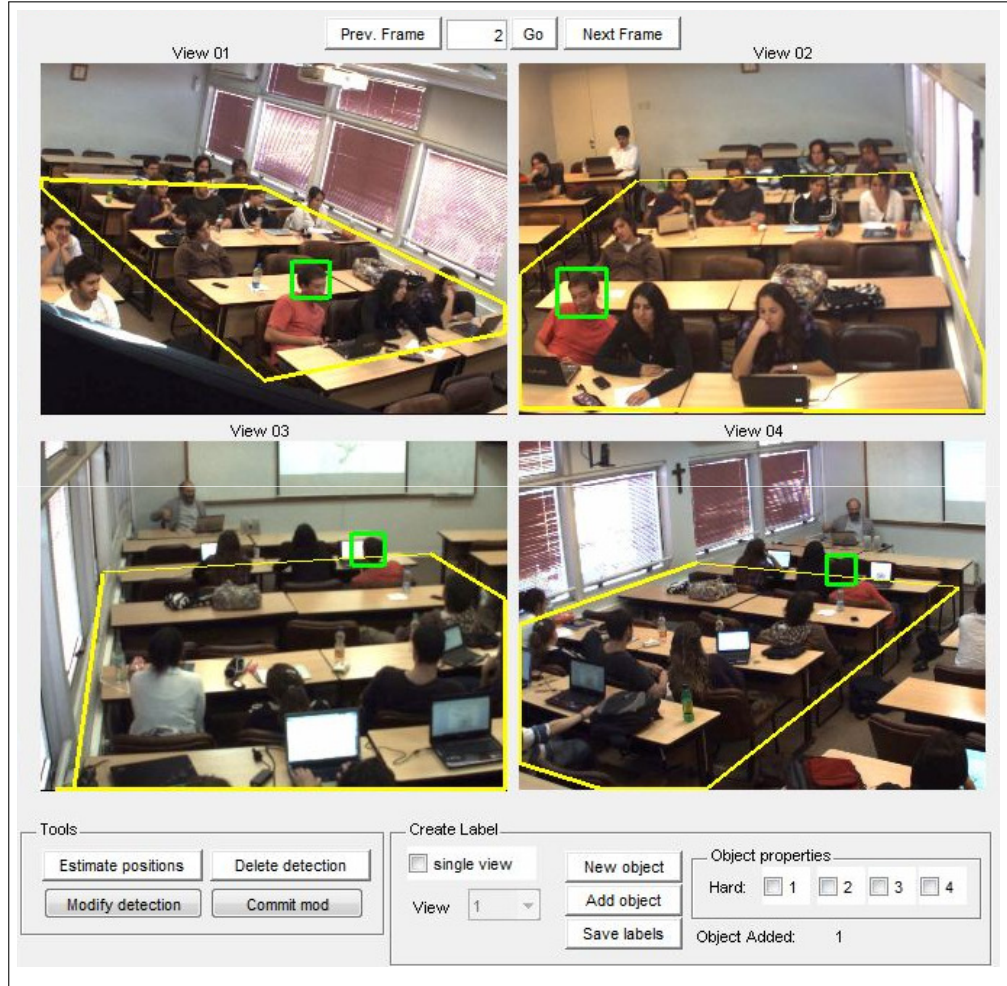 Prev. Frame 2 Go Next Frame
View 01 View 02
View 03 View 04
Tools
Estimate positions Delete detection
Modify detection Commit mod
Create Label
single view
View 1
New object
Add object
Save labels
Object properties
Hard: 1 2 3 4
Object Added: 1